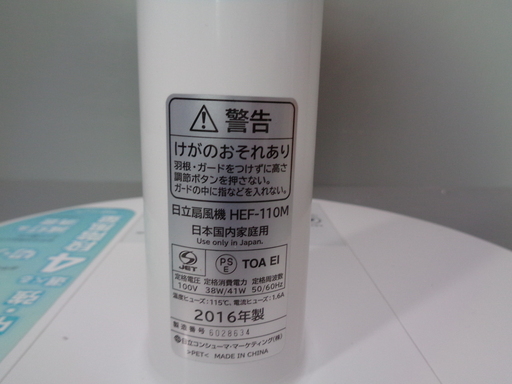 警告
けがのおそれあり
羽根・ガードをつけずに高さ
調節ボタンを押さない。
ガードの中に指などを入れない。
日立扇風機 HEF-110M
日本国内家庭用
Use only in Japan.
S JET PS E TOA EI
定格電圧 定格消費電力 定格周波数
100V 38W/41W 50/60Hz
温度ヒューズ:115℃、電流ヒューズ:1.6A
2016年製
製造番号 6028634
日立コンシューマ・マーケティング(株)
>PET< MADE IN CHINA